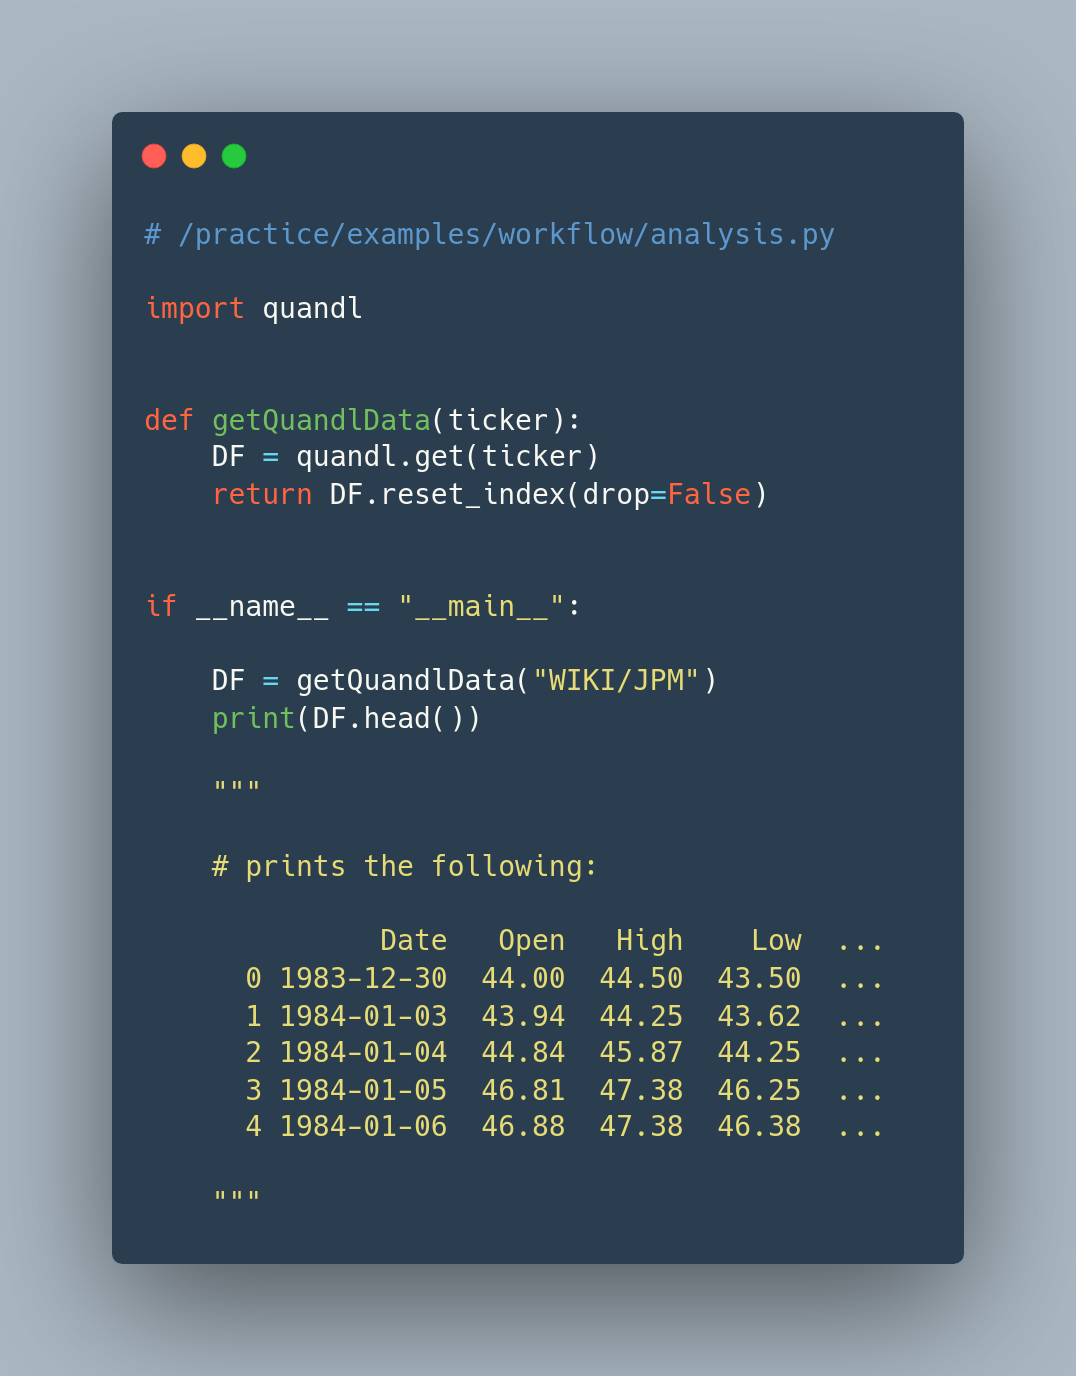 # /practice/examples/workflow/analysis.py
import quandl
def getQuandlData(ticker):
    DF = quandl.get(ticker)
    return DF.reset_index(drop=False)
if __name__ == "__main__":
    DF = getQuandlData("WIKI/JPM")
    print(DF.head())
    """
    # prints the following:
              Date   Open   High    Low  ...
      0 1983-12-30  44.00  44.50  43.50  ...
      1 1984-01-03  43.94  44.25  43.62  ...
      2 1984-01-04  44.84  45.87  44.25  ...
      3 1984-01-05  46.81  47.38  46.25  ...
      4 1984-01-06  46.88  47.38  46.38  ...
    """